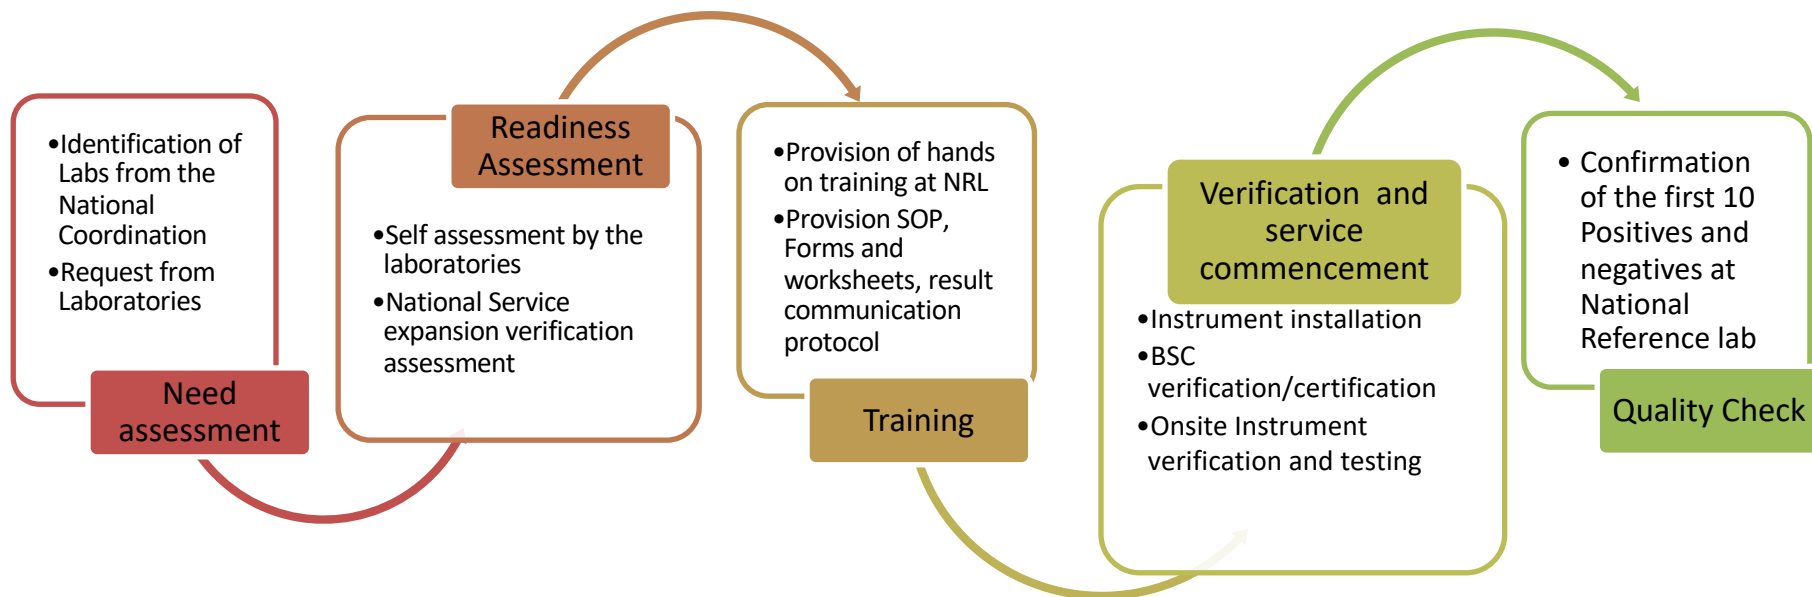 •Identification of
Labs from the
National
Coordination
•Request from
Laboratories
Need
assessment
Readiness
Assessment
•Self assessment by the
laboratories
•National Service
expansion verification
assessment
•Provision of hands
on training at NRL
•Provision SOP,
Forms and
worksheets, result
communication
protocol
Training
Verification and
service
commencement
•Instrument installation
•BSC
verification/certification
•Onsite Instrument
verification and testing
• Confirmation
of the first 10
Positives and
negatives at
National
Reference lab
Quality Check